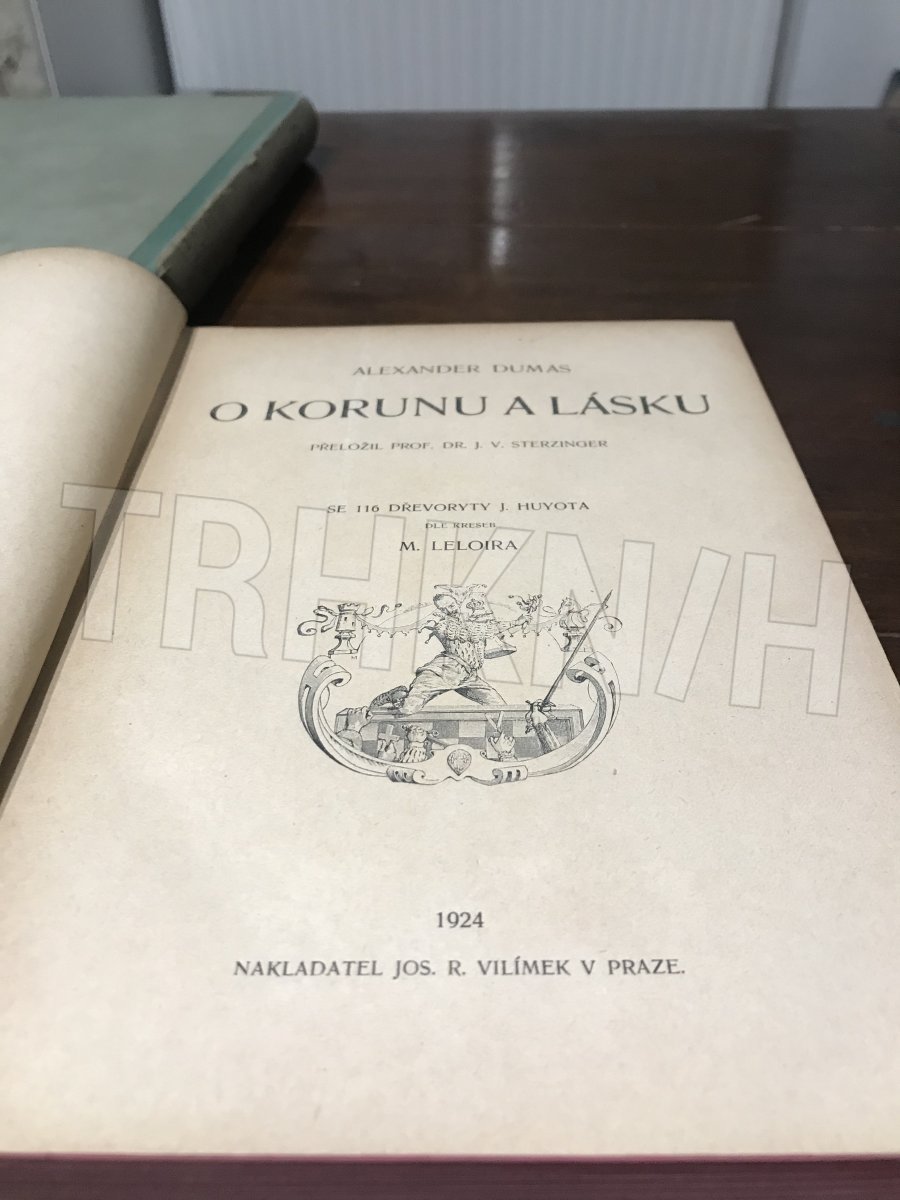 ALEXANDER DUMAS
O KORUNU A LÁSKU
PŘELOŽIL PROF. DR. J. V. STERZINGER
SE 116 DŘEVORYTY J. HUYOTA
DLE KRESEB
M. LELOIRA
TRHKN/H
1924
NAKLADATEL JOS. R. VILÍMEK V PRAZE.